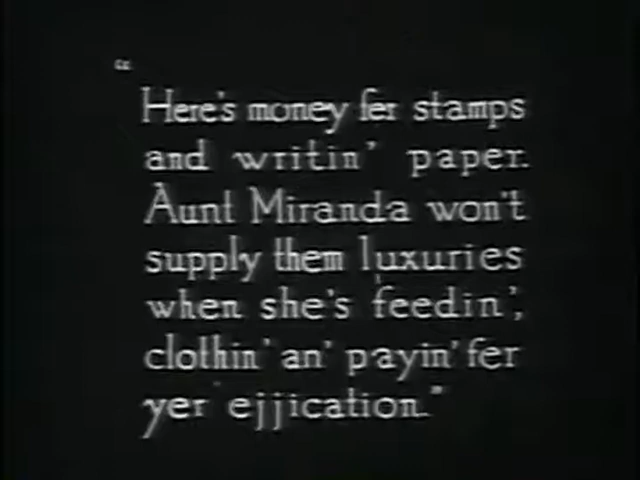 “
Here's money fer stamps
and writin' paper.
Aunt Miranda won't
supply them luxuries
when she's feedin',
clothin' an' payin' fer
yer ejjication."